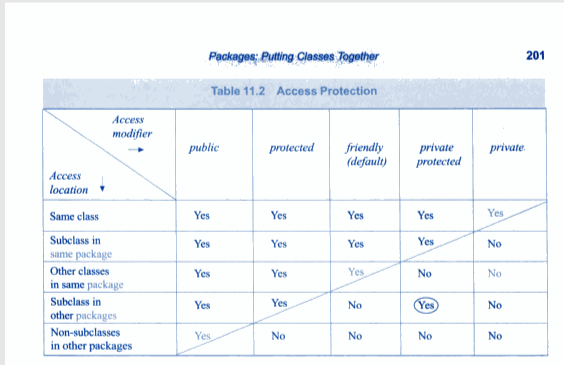 Packages: Putting Classes Together 201
Table 11.2 Access Protection
Access
modifier
public protected friendly private private
(default) protected
Access
location
Same class Yes Yes Yes Yes Yes
Subclass in
same package Yes Yes Yes Yes No
Other classes
in same package Yes Yes Yes No No
Subclass in
other packages Yes Yes No Yes No
Non-subclasses
in other packages Yes No No No No